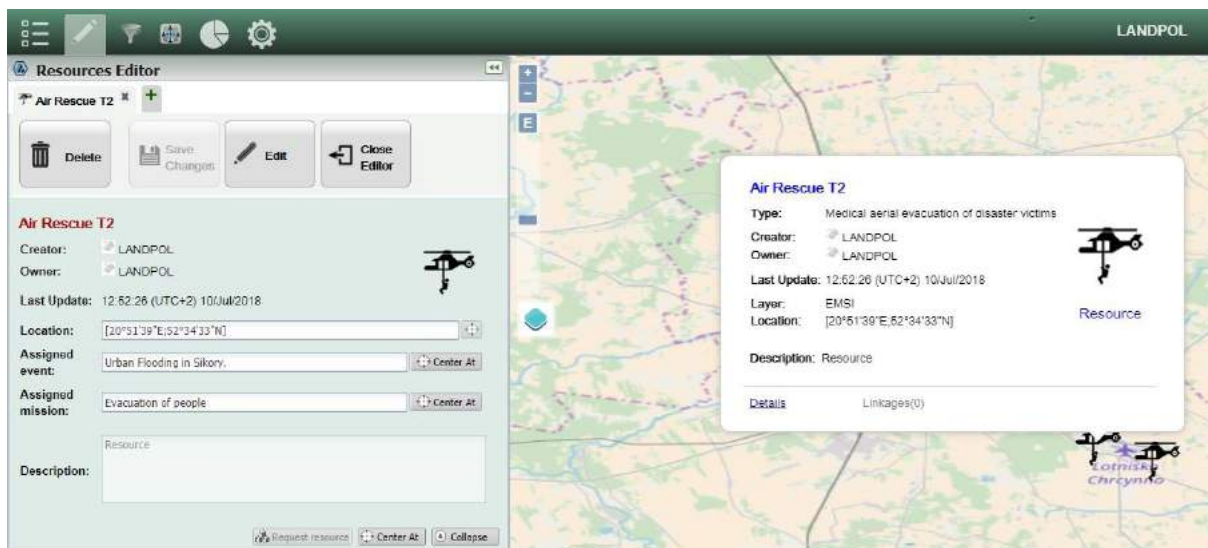 LANDPOL
Resources Editor
Air Rescue T2
Delete
Save Changes
Edit
Close Editor
Air Rescue T2
Creator: LANDPOL
Owner: LANDPOL
Last Update: 12:52:26 (UTC+2) 10/Jul/2018
Location: [20°51'39"E;52°34'33"N]
Assigned event: Urban Flooding in Sikory. Center At
Assigned mission: Evacuation of people Center At
Description: Resource
Request resource Center At Collapse
+
−
E
Air Rescue T2
Type: Medical aerial evacuation of disaster victims
Creator: LANDPOL
Owner: LANDPOL
Last Update: 12:52:26 (UTC+2) 10/Jul/2018
Layer: EMSI
Location: [20°51'39"E;52°34'33"N]
Resource
Description: Resource
Details Linkages(0)
Lotnisko
Chrcynno